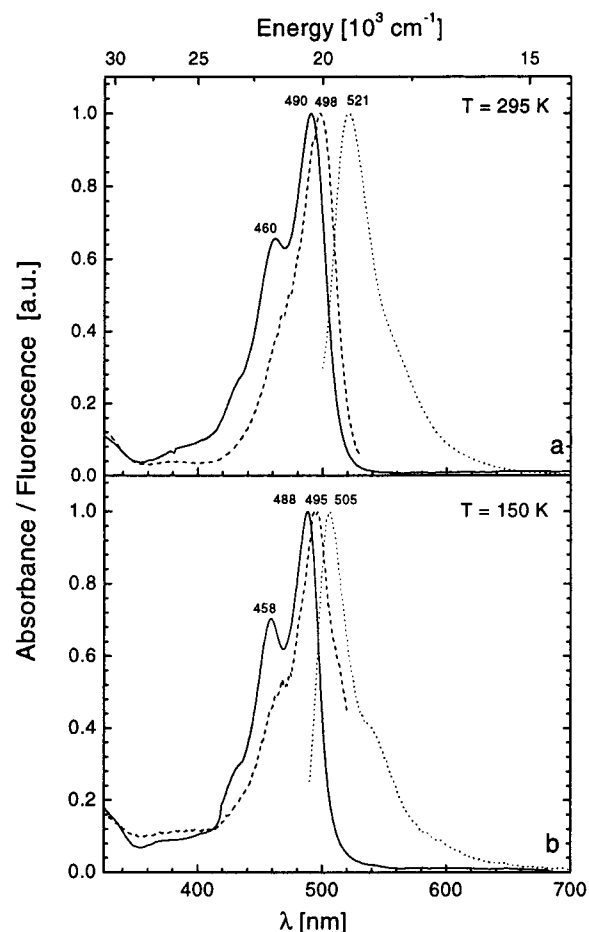 Energy [10³ cm⁻¹]
30 25 20 15
490 498 521
T = 295 K
1.0
0.8
460
0.6
0.4
0.2
a
0.0
488 495 505
T = 150 K
1.0
0.8
458
0.6
0.4
0.2
b
0.0
400 500 600 700
λ [nm]
Absorbance / Fluorescence [a.u.]